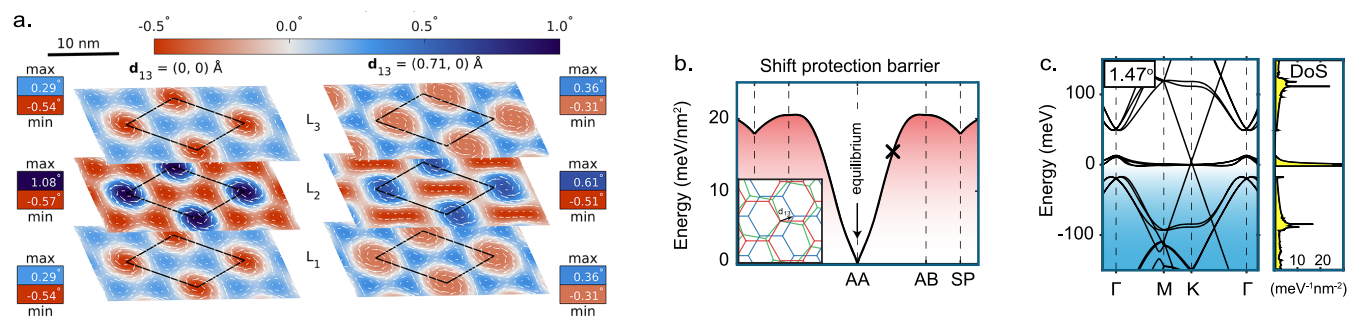 a.
-0.5° 0.0° 0.5° 1.0°
10 nm
d13 = (0, 0) Å
d13 = (0.71, 0) Å
max
0.29°
-0.54°
min
max
1.08°
-0.57°
min
max
0.29°
-0.54°
min
L3
L2
L1
max
0.36°
-0.31°
min
max
0.61°
-0.51°
min
max
0.36°
-0.31°
min
b.
Shift protection barrier
Energy (meV/nm²)
20
10
0
equilibrium
d13
AA AB SP
c.
1.47°
Energy (meV)
100
0
-100
Γ M K Γ
DoS
10 20
(meV⁻¹nm⁻²)